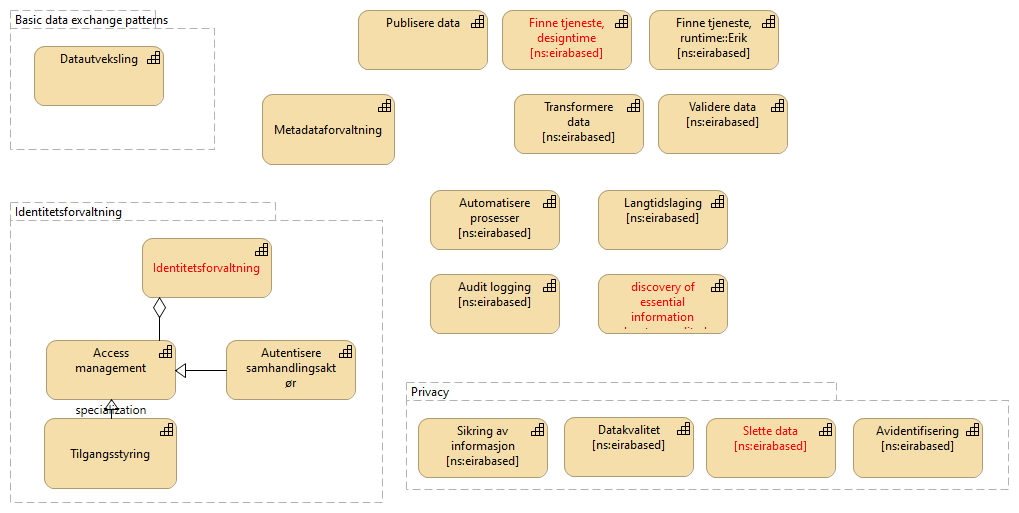 Basic data exchange patterns
Datautveksling
Publisere data
Finne tjeneste,
designtime
[ns:eirabased]
Finne tjeneste,
runtime::Erik
[ns:eirabased]
Metadataforvaltning
Transformere
data
[ns:eirabased]
Validere data
[ns:eirabased]
Automatisere
prosesser
[ns:eirabased]
Langtidslaging
[ns:eirabased]
Audit logging
[ns:eirabased]
discovery of
essential
information
Identitetsforvaltning
Identitetsforvaltning
Access
management
Autentisere
samhandlingsakt
ør
specialization
Tilgangsstyring
Privacy
Sikring av
informasjon
[ns:eirabased]
Datakvalitet
[ns:eirabased]
Slette data
[ns:eirabased]
Avidentifisering
[ns:eirabased]